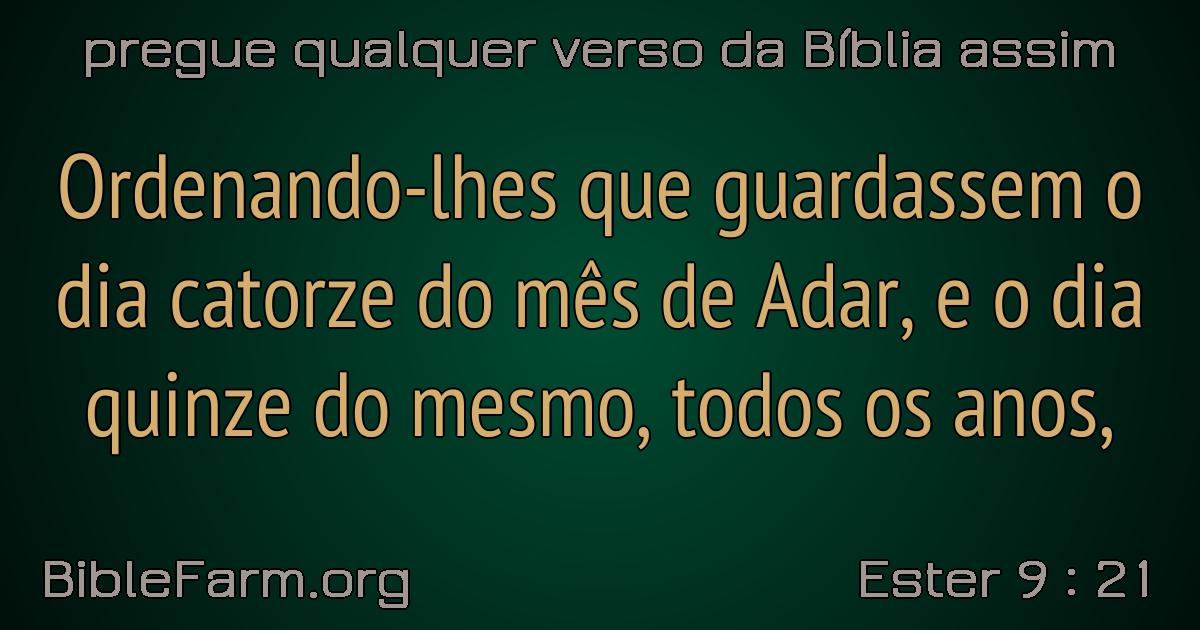 pregue qualquer verso da Bíblia assim
Ordenando-lhes que guardassem o
dia catorze do mês de Adar, e o dia
quinze do mesmo, todos os anos,
BibleFarm.org
Ester 9 : 21